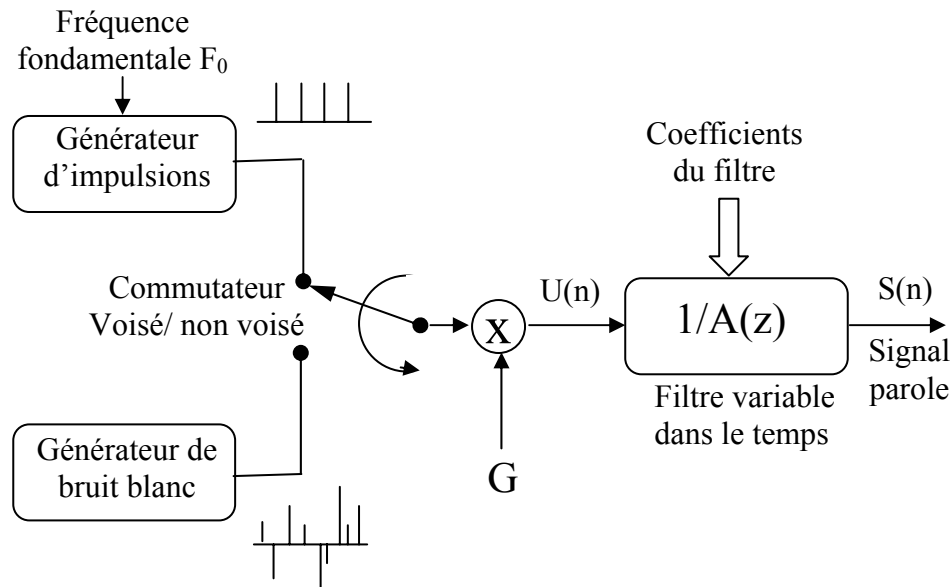 Fréquence
fondamentale F₀
Générateur
d’impulsions
Coefficients
du filtre
Commutateur
Voisé/ non voisé
X
U(n)
1/A(z)
S(n)
Signal
parole
Filtre variable
dans le temps
G
Générateur de
bruit blanc